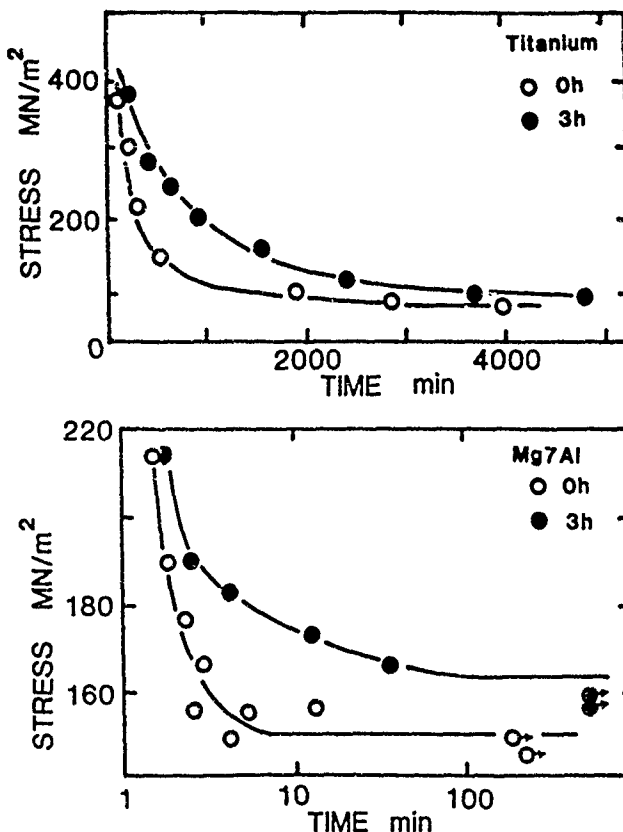 Titanium
0h
3h
400
200
0
STRESS MN/m²
2000 4000
TIME min
220
Mg7Al
0h
3h
180
160
STRESS MN/m²
1 10 100
TIME min